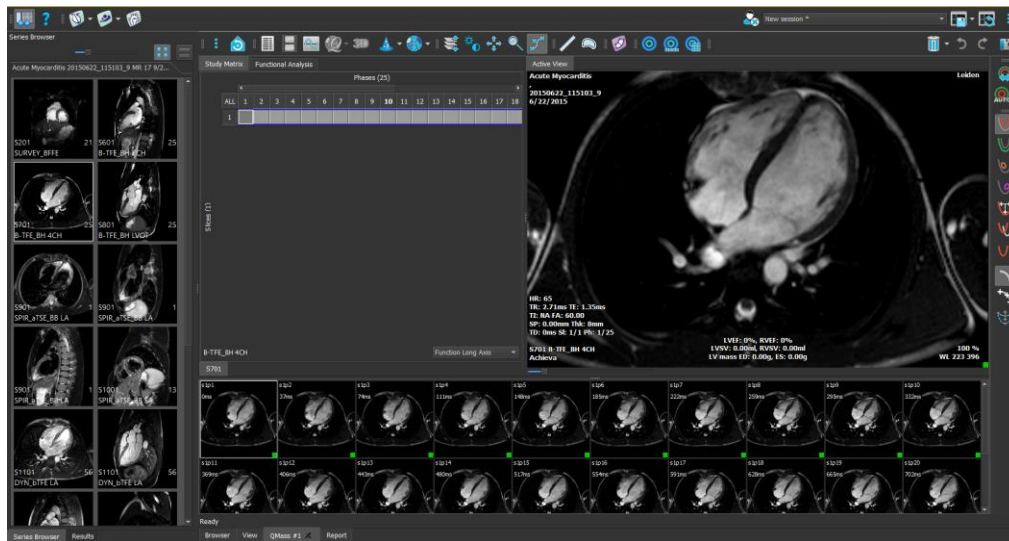 New session *
Series Browser
Acute Myocarditis 20150622_115103_9 MR 17 9/2...
S201 21
SURVEY_BFFE
S601 25
B-TFE_BH 2CH
S701 25
B-TFE_BH 4CH
S801 25
B-TFE_BH LVOT
S901 1
SPIR_aTSE_BB LA
S901 1
SPIR_aTSE_BB LA
S901 1
SPIR_aTSE_BB LA
S1001 13
SPIR_aTSE_BB LA
S1101 56
DYN_bTFE LA
S1101 56
DYN_bTFE LA
Series Browser Results
3D
Study Matrix Functional Analysis
Phases (25)
ALL 1 2 3 4 5 6 7 8 9 10 11 12 13 14 15 16 17 18
1
Slices (1)
B-TFE_BH 4CH Function Long Axis
Active View
Acute Myocarditis
,
20150622_115103_9
6/22/2015
Leiden
HR: 65
TR: 2.71ms TE: 1.35ms
TI: NA FA: 60.00
SP: 0.00mm Thk: 0mm
TD: 0ms Sl: 1/1 Ph: 1/25
S701 B-TFE_BH 4CH
Achieva
LVEF: 0%, RVEF: 0%
LVSV: 0.00ml, RVSV: 0.00ml
LV mass ED: 0.00g, ES: 0.00g
100 %
WL 223 396
S701
s1p1 s1p2 s1p3 s1p4 s1p5 s1p6 s1p7 s1p8 s1p9 s1p10
0ms 37ms 74ms 111ms 148ms 185ms 222ms 259ms 295ms 332ms
s1p11 s1p12 s1p13 s1p14 s1p15 s1p16 s1p17 s1p18 s1p19 s1p20
369ms 406ms 443ms 480ms 517ms 554ms 591ms 628ms 665ms 702ms
Ready
Browser View QMass #1 Report